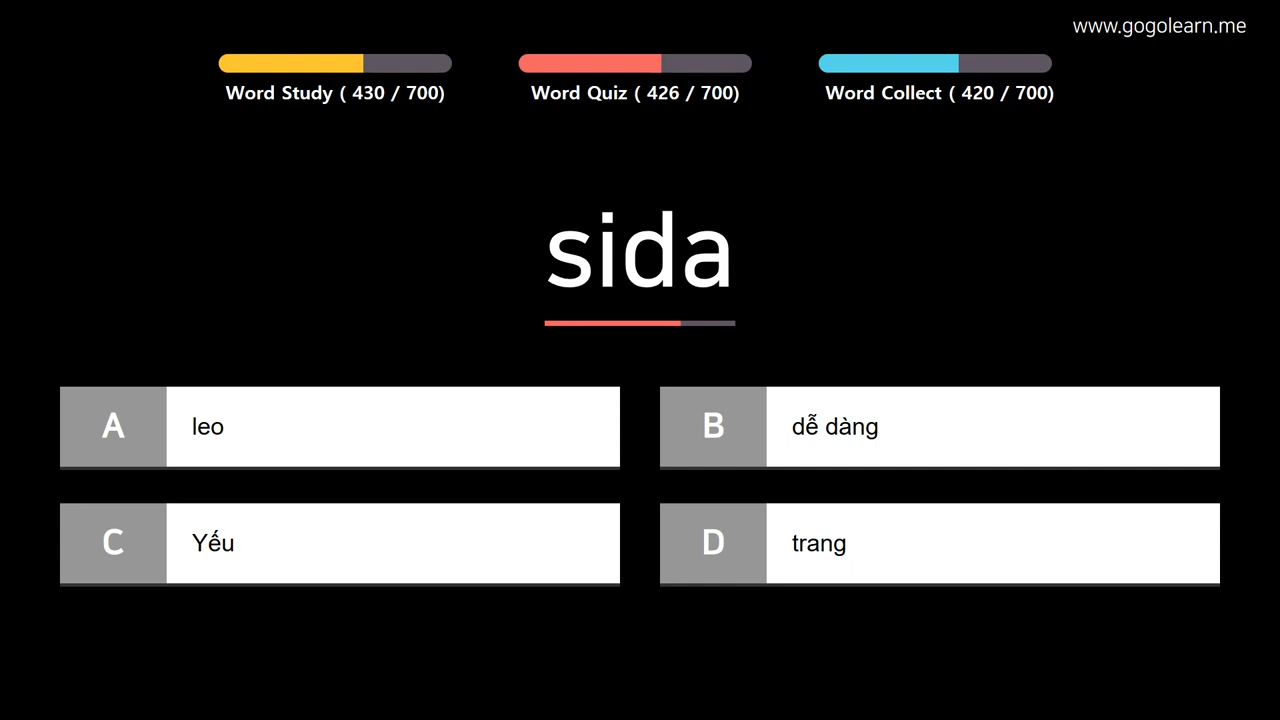 www.gogolearn.me
Word Study ( 430 / 700)
Word Quiz ( 426 / 700)
Word Collect ( 420 / 700)
sida
A leo
B dễ dàng
C Yếu
D trang